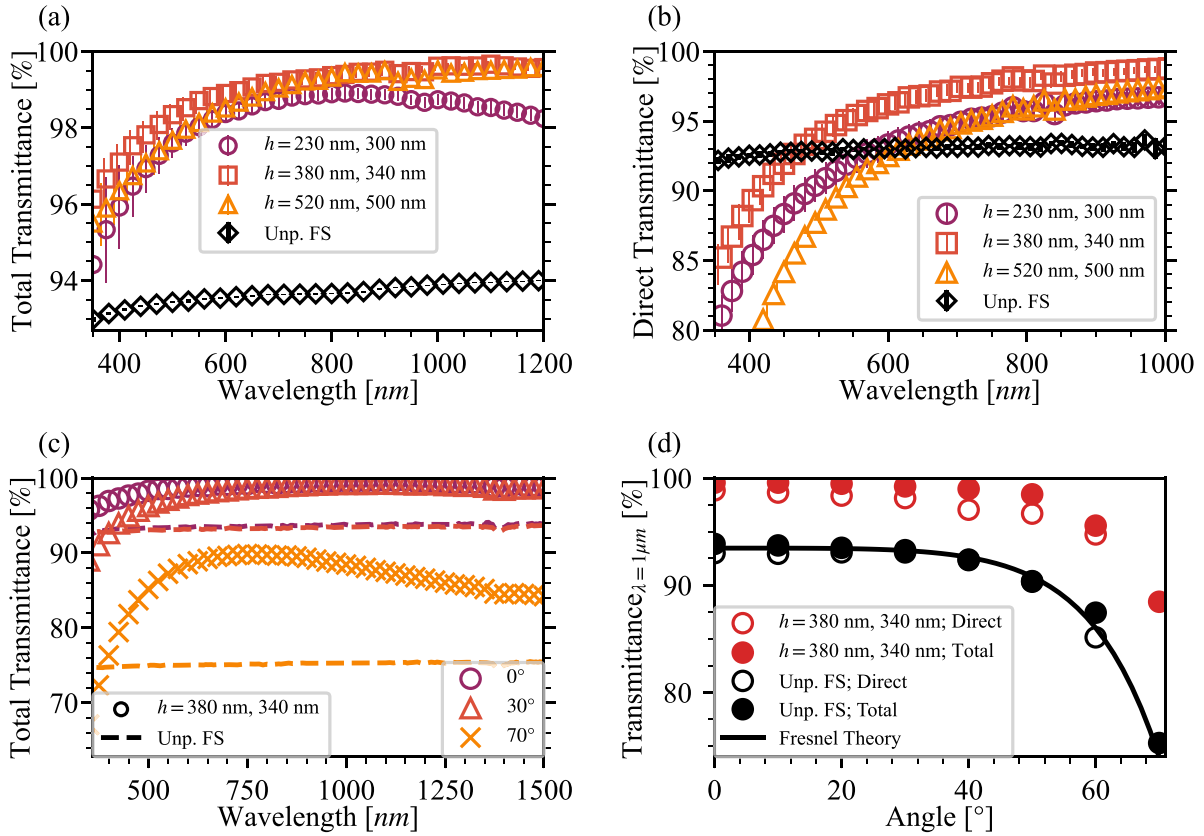 (a)
100
98
96
94
Total Transmittance [%]
h = 230 nm, 300 nm
h = 380 nm, 340 nm
h = 520 nm, 500 nm
Unp. FS
400
600
800
1000
1200
Wavelength [nm]
(b)
100
95
90
85
80
Direct Transmittance [%]
h = 230 nm, 300 nm
h = 380 nm, 340 nm
h = 520 nm, 500 nm
Unp. FS
400
600
800
1000
Wavelength [nm]
(c)
100
90
80
70
Total Transmittance [%]
h = 380 nm, 340 nm
Unp. FS
0°
30°
70°
500
750
1000
1250
1500
Wavelength [nm]
(d)
100
90
80
Transmittance λ = 1μm [%]
h = 380 nm, 340 nm; Direct
h = 380 nm, 340 nm; Total
Unp. FS; Direct
Unp. FS; Total
Fresnel Theory
0
20
40
60
Angle [°]